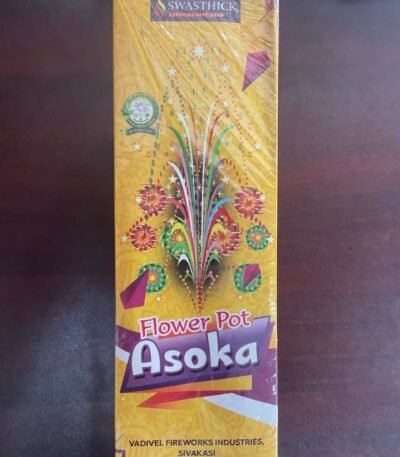 SWASTHICK
Flower Pot
Asoka
VADIVEL FIREWORKS INDUSTRIES,
SIVAKASI